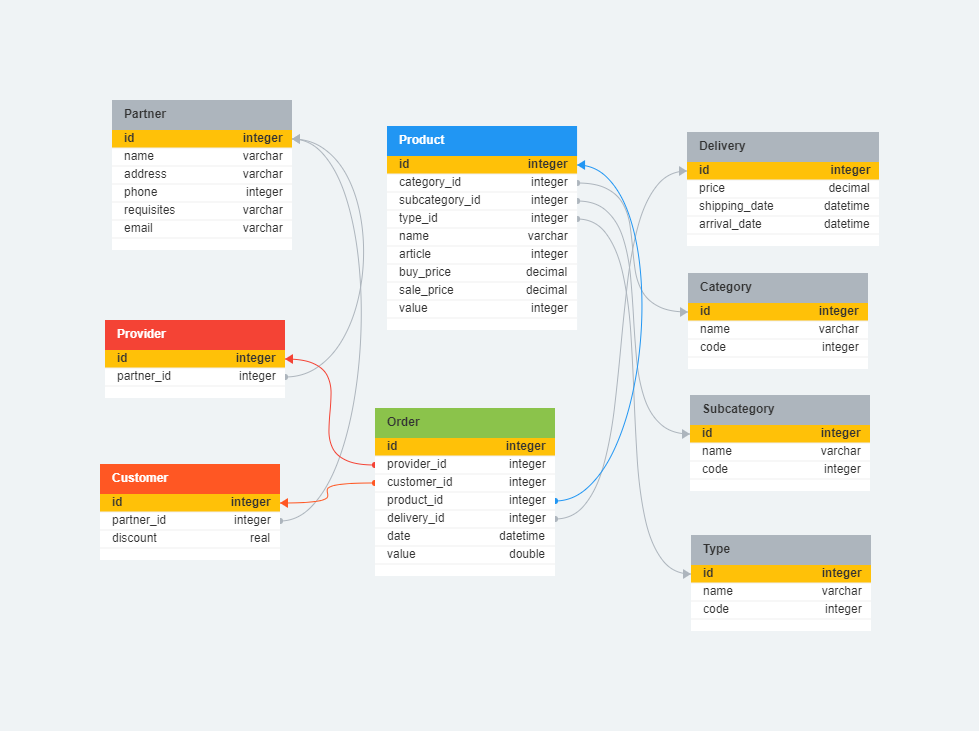 Partner
id integer
name varchar
address varchar
phone integer
requisites varchar
email varchar
Provider
id integer
partner_id integer
Customer
id integer
partner_id integer
discount real
Product
id integer
category_id integer
subcategory_id integer
type_id integer
name varchar
article integer
buy_price decimal
sale_price decimal
value integer
Order
id integer
provider_id integer
customer_id integer
product_id integer
delivery_id integer
date datetime
value double
Delivery
id integer
price decimal
shipping_date datetime
arrival_date datetime
Category
id integer
name varchar
code integer
Subcategory
id integer
name varchar
code integer
Type
id integer
name varchar
code integer